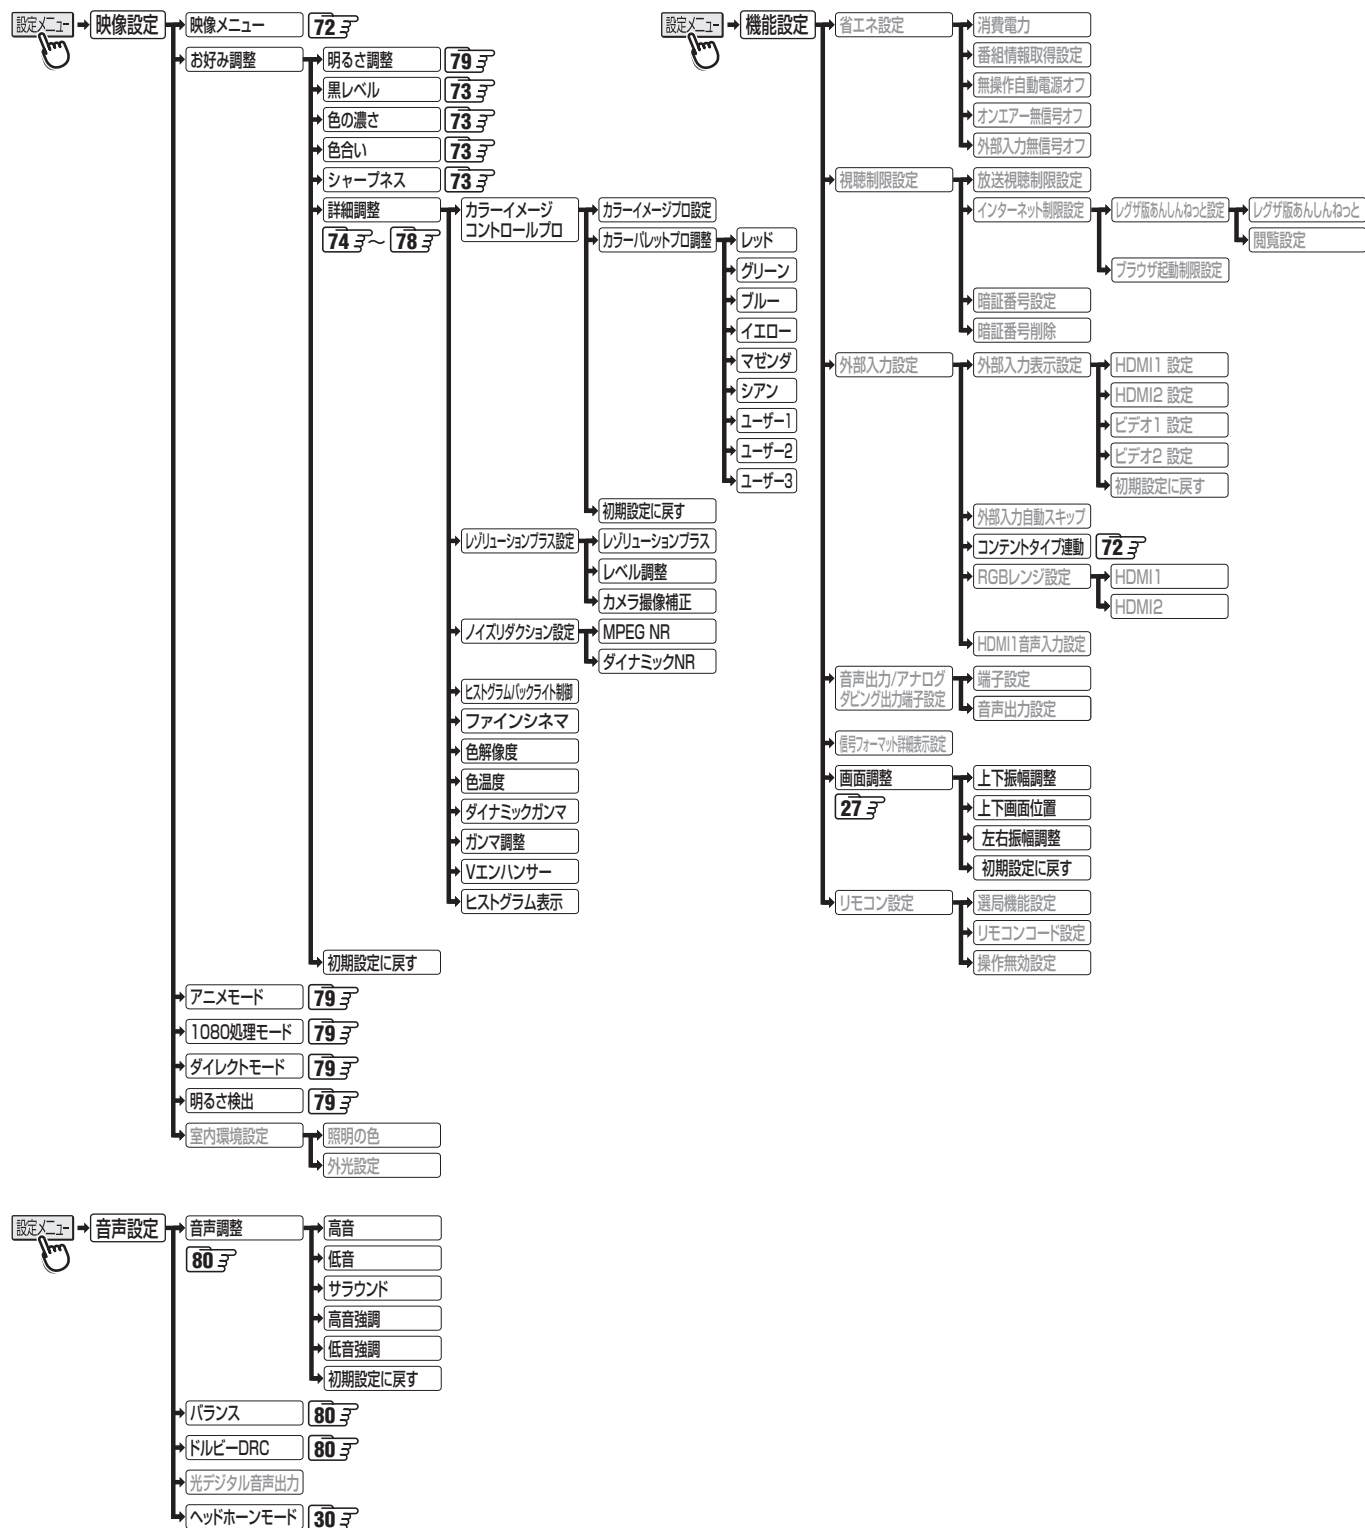 設定メニュー
映像設定
映像メニュー
72
お好み調整
明るさ調整
79
黒レベル
73
色の濃さ
73
色合い
73
シャープネス
73
詳細調整
74 ～ 78
カラーイメージ
コントロールプロ
カラーイメージプロ設定
カラーパレットプロ調整
レッド
グリーン
ブルー
イエロー
マゼンダ
シアン
ユーザー1
ユーザー2
ユーザー3
初期設定に戻す
レゾリューションプラス設定
レゾリューションプラス
レベル調整
カメラ撮像補正
ノイズリダクション設定
MPEG NR
ダイナミックNR
ヒストグラムバックライト制御
ファインシネマ
色解像度
色温度
ダイナミックガンマ
ガンマ調整
Vエンハンサー
ヒストグラム表示
初期設定に戻す
アニメモード
79
1080処理モード
79
ダイレクトモード
79
明るさ検出
79
室内環境設定
照明の色
外光設定
設定メニュー
音声設定
音声調整
80
高音
低音
サラウンド
高音強調
低音強調
初期設定に戻す
バランス
80
ドルビーDRC
80
光デジタル音声出力
ヘッドホーンモード
30
設定メニュー
機能設定
省エネ設定
消費電力
番組情報取得設定
無操作自動電源オフ
オンエアー無信号オフ
外部入力無信号オフ
視聴制限設定
放送視聴制限設定
インターネット制限設定
レグザ版あんしんねっと設定
レグザ版あんしんねっと
閲覧設定
ブラウザ起動制限設定
暗証番号設定
暗証番号削除
外部入力設定
外部入力表示設定
HDMI1 設定
HDMI2 設定
ビデオ1 設定
ビデオ2 設定
初期設定に戻す
外部入力自動スキップ
コンテントタイプ連動
72
RGBレンジ設定
HDMI1
HDMI2
HDMI1音声入力設定
音声出力/アナログ
ダビング出力端子設定
端子設定
音声出力設定
信号フォーマット詳細表示設定
画面調整
27
上下振幅調整
上下画面位置
左右振幅調整
初期設定に戻す
リモコン設定
選局機能設定
リモコンコード設定
操作無効設定